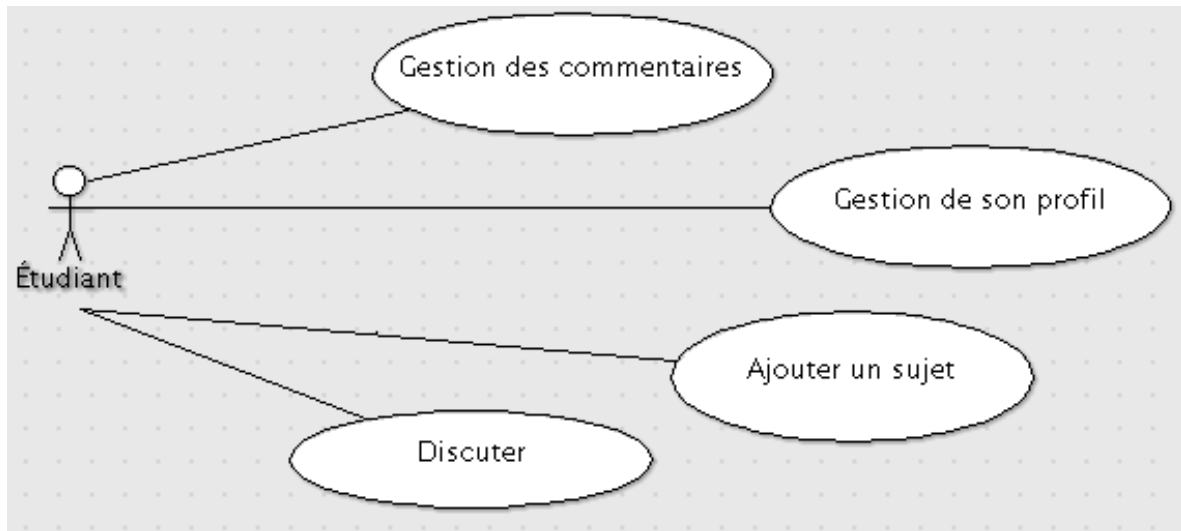 Gestion des commentaires
Gestion de son profil
Étudiant
Ajouter un sujet
Discuter